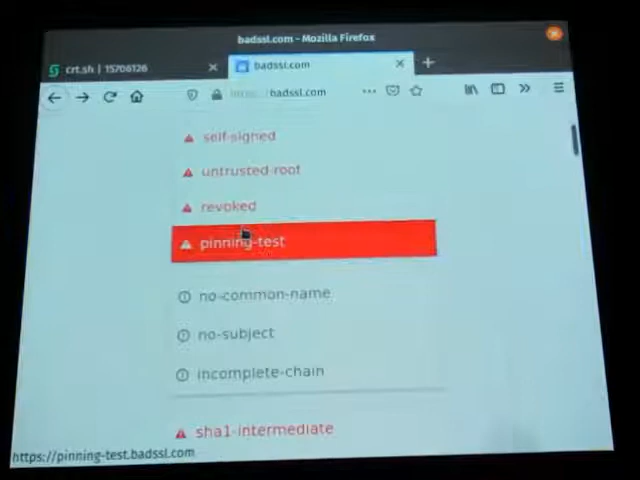 badssl.com - Mozilla Firefox
crt.sh | 15706126
badssl.com
https://badssl.com
self-signed
untrusted-root
revoked
pinning-test
no-common-name
no-subject
incomplete-chain
sha1-intermediate
https://pinning-test.badssl.com